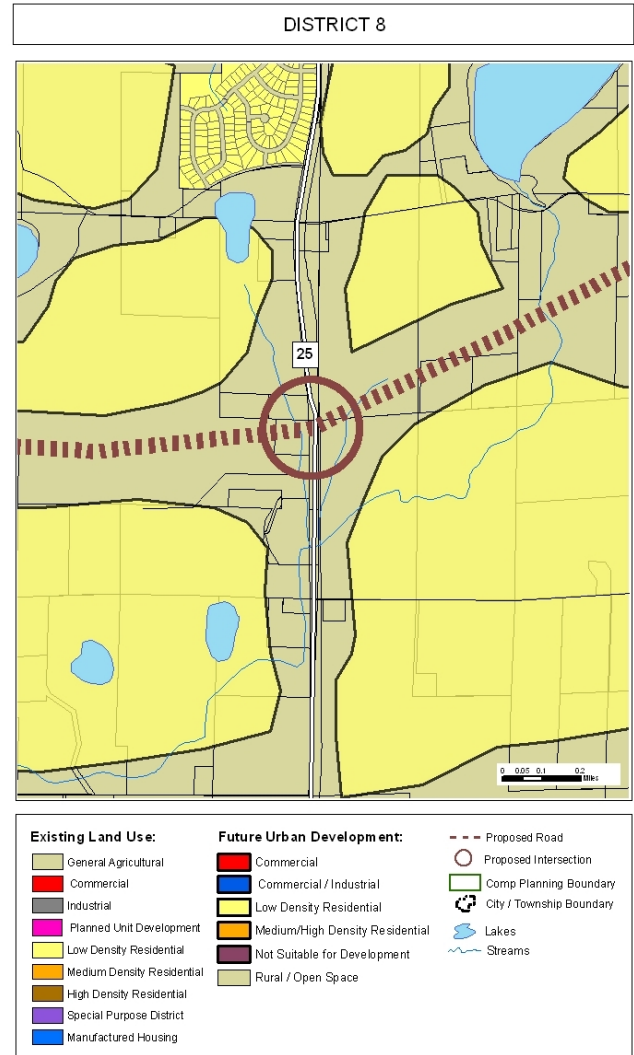 DISTRICT 8
25
0 0.05 0.1 0.2
Miles
Existing Land Use:
General Agricultural
Commercial
Industrial
Planned Unit Development
Low Density Residential
Medium Density Residential
High Density Residential
Special Purpose District
Manufactured Housing
Future Urban Development:
Commercial
Commercial / Industrial
Low Density Residential
Medium/High Density Residential
Not Suitable for Development
Rural / Open Space
Proposed Road
Proposed Intersection
Comp Planning Boundary
City / Township Boundary
Lakes
Streams